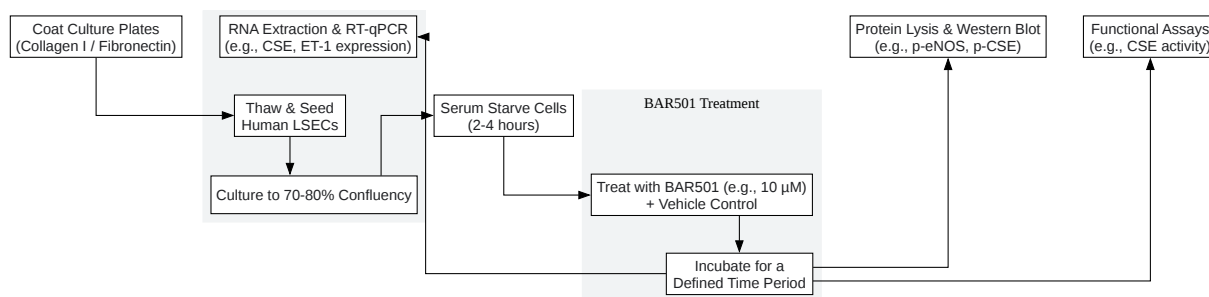 Coat Culture Plates
(Collagen I / Fibronectin)
RNA Extraction & RT-qPCR
(e.g., CSE, ET-1 expression)
Protein Lysis & Western Blot
(e.g., p-eNOS, p-CSE)
Functional Assays
(e.g., CSE activity)
Thaw & Seed
Human LSECs
Serum Starve Cells
(2-4 hours)
BAR501 Treatment
Culture to 70-80% Confluency
Treat with BAR501 (e.g., 10 µM)
+ Vehicle Control
Incubate for a
Defined Time Period